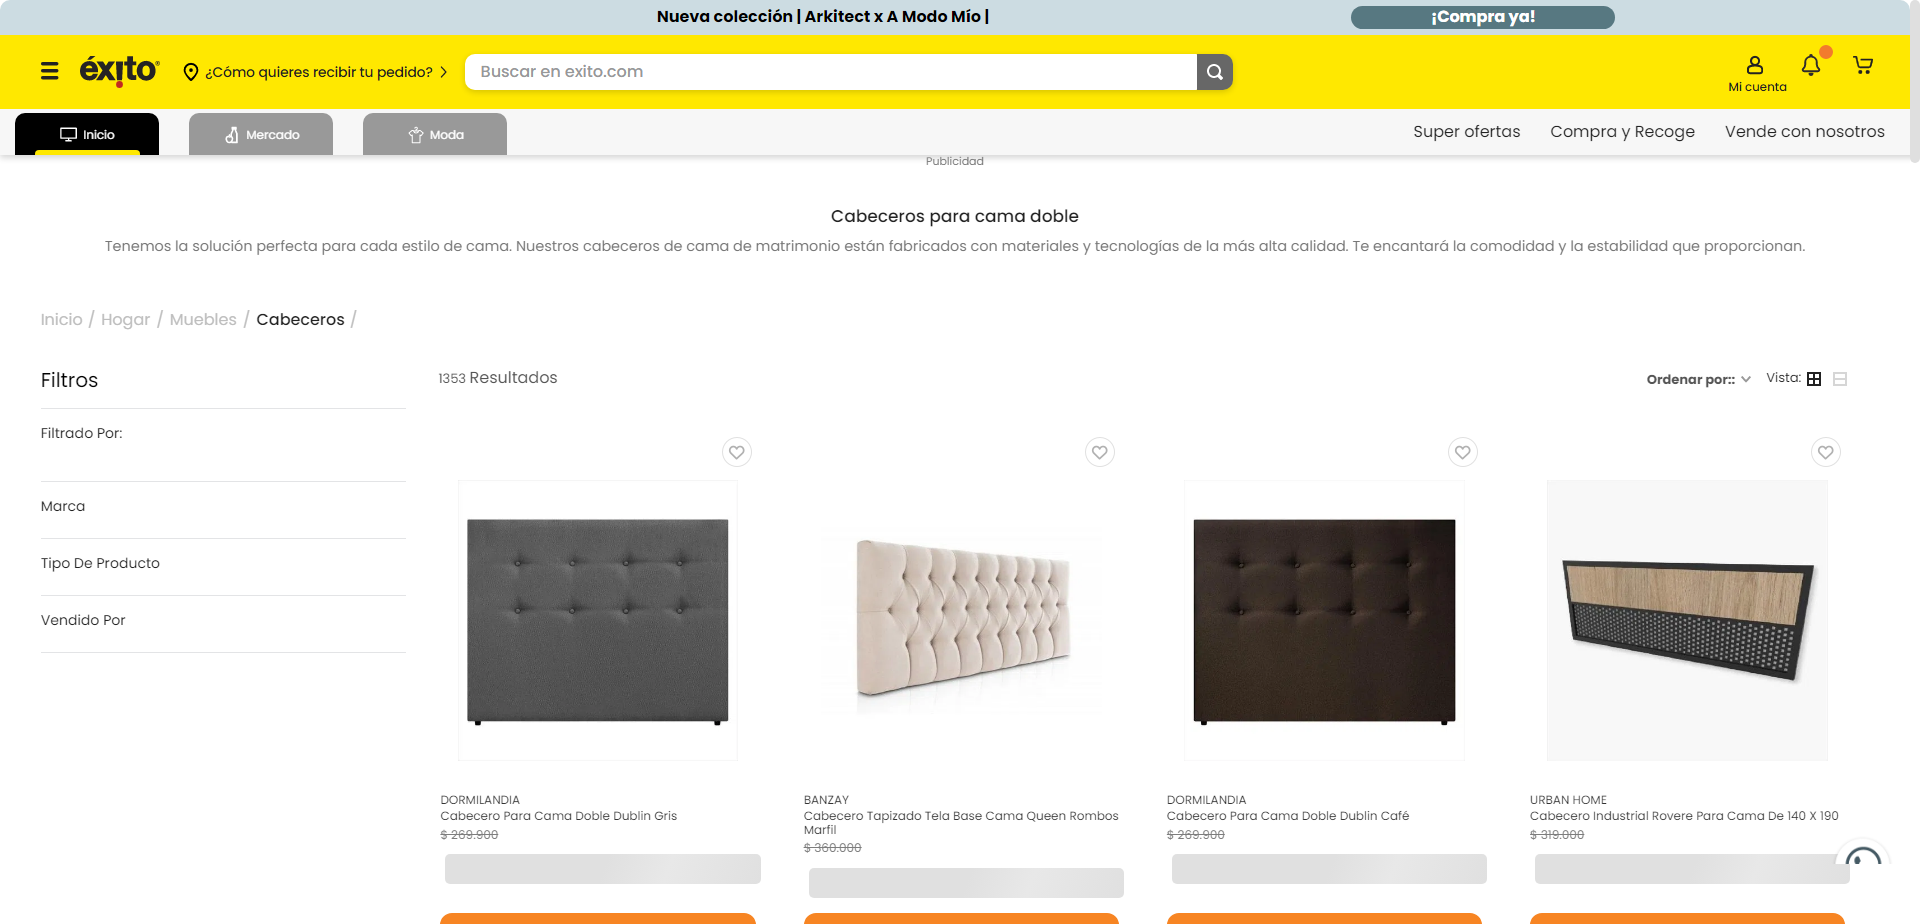 Nueva colección | Arkitect x A Modo Mío |
¡Compra ya!
éxito
¿Cómo quieres recibir tu pedido?
Buscar en exito.com
Mi cuenta
Inicio
Mercado
Moda
Super ofertas
Compra y Recoge
Vende con nosotros
Publicidad
Cabeceros para cama doble
Tenemos la solución perfecta para cada estilo de cama. Nuestros cabeceros de cama de matrimonio están fabricados con materiales y tecnologías de la más alta calidad. Te encantará la comodidad y la estabilidad que proporcionan.
Inicio / Hogar / Muebles / Cabeceros /
Filtros
1353 Resultados
Ordenar por::
Vista:
Filtrado Por:
Marca
Tipo De Producto
Vendido Por
DORMILANDIA
Cabecero Para Cama Doble Dublin Gris
$ 269.900
BANZAY
Cabecero Tapizado Tela Base Cama Queen Rombos
Marfil
$ 360.000
DORMILANDIA
Cabecero Para Cama Doble Dublin Café
$ 269.900
URBAN HOME
Cabecero Industrial Rovere Para Cama De 140 X 190
$ 319.000